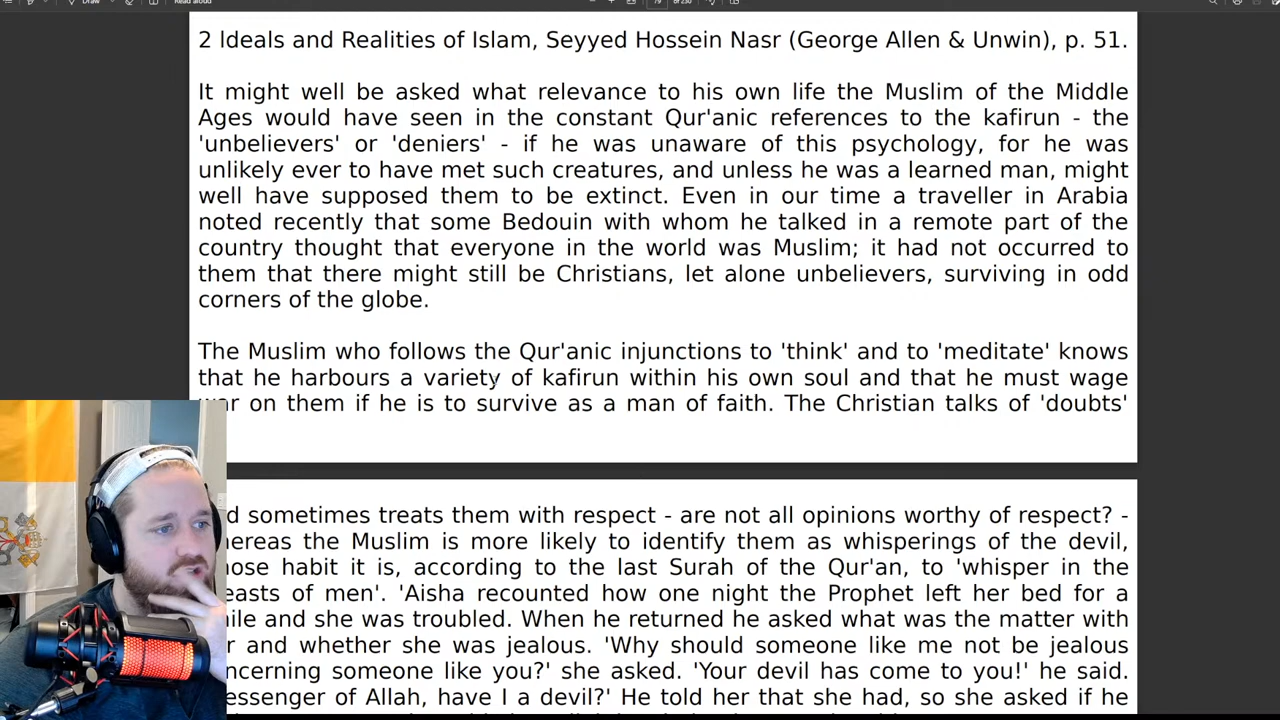 Draw
Read aloud
79
of 250
2 Ideals and Realities of Islam, Seyyed Hossein Nasr (George Allen & Unwin), p. 51.
It might well be asked what relevance to his own life the Muslim of the Middle
Ages would have seen in the constant Qur'anic references to the kafirun - the
'unbelievers' or 'deniers' - if he was unaware of this psychology, for he was
unlikely ever to have met such creatures, and unless he was a learned man, might
well have supposed them to be extinct. Even in our time a traveller in Arabia
noted recently that some Bedouin with whom he talked in a remote part of the
country thought that everyone in the world was Muslim; it had not occurred to
them that there might still be Christians, let alone unbelievers, surviving in odd
corners of the globe.
The Muslim who follows the Qur'anic injunctions to 'think' and to 'meditate' knows
that he harbours a variety of kafirun within his own soul and that he must wage
on them if he is to survive as a man of faith. The Christian talks of 'doubts'
sometimes treats them with respect - are not all opinions worthy of respect? -
the Muslim is more likely to identify them as whisperings of the devil,
habit it is, according to the last Surah of the Qur'an, to 'whisper in the
of men'. 'Aisha recounted how one night the Prophet left her bed for a
and she was troubled. When he returned he asked what was the matter with
and whether she was jealous. 'Why should someone like me not be jealous
someone like you?' she asked. 'Your devil has come to you!' he said.
of Allah, have I a devil?' He told her that she had, so she asked if he